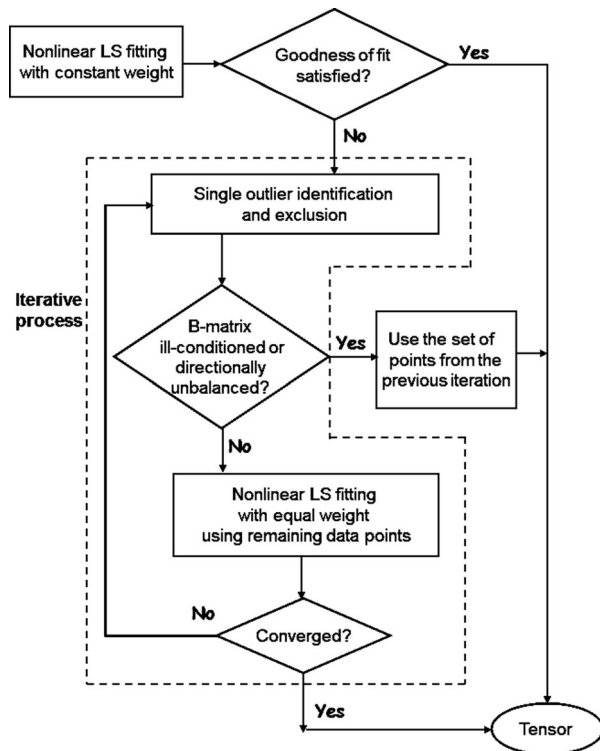 Nonlinear LS fitting
with constant weight
Goodness of fit
satisfied?
Yes
No
Single outlier identification
and exclusion
Iterative
process
B-matrix
ill-conditioned or
directionally
unbalanced?
Yes
Use the set of
points from the
previous iteration
No
Nonlinear LS fitting
with equal weight
using remaining data points
No
Converged?
Yes
Tensor